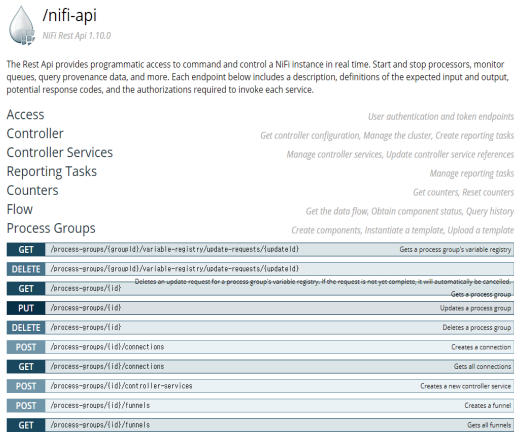 /nifi-api
NiFi Rest Api 1.10.0
The Rest Api provides programmatic access to command and control a NiFi instance in real time. Start and stop processors, monitor
queues, query provenance data, and more. Each endpoint below includes a description, definitions of the expected input and output,
potential response codes, and the authorizations required to invoke each service.
Access User authentication and token endpoints
Controller Get controller configuration, Manage the cluster, Create reporting tasks
Controller Services Manage controller services, Update controller service references
Reporting Tasks Manage reporting tasks
Counters Get counters, Reset counters
Flow Get the data flow, Obtain component status, Query history
Process Groups Create components, Instantiate a template, Upload a template
GET /process-groups/{groupId}/variable-registry/update-requests/{updateId} Gets a process group's variable registry
DELETE /process-groups/{groupId}/variable-registry/update-requests/{updateId}
Deletes an update request for a process group's variable registry. If the request is not yet complete, it will automatically be cancelled.
GET /process-groups/{id} Gets a process group
PUT /process-groups/{id} Updates a process group
DELETE /process-groups/{id} Deletes a process group
POST /process-groups/{id}/connections Creates a connection
GET /process-groups/{id}/connections Gets all connections
POST /process-groups/{id}/controller-services Creates a new controller service
POST /process-groups/{id}/funnels Creates a funnel
GET /process-groups/{id}/funnels Gets all funnels